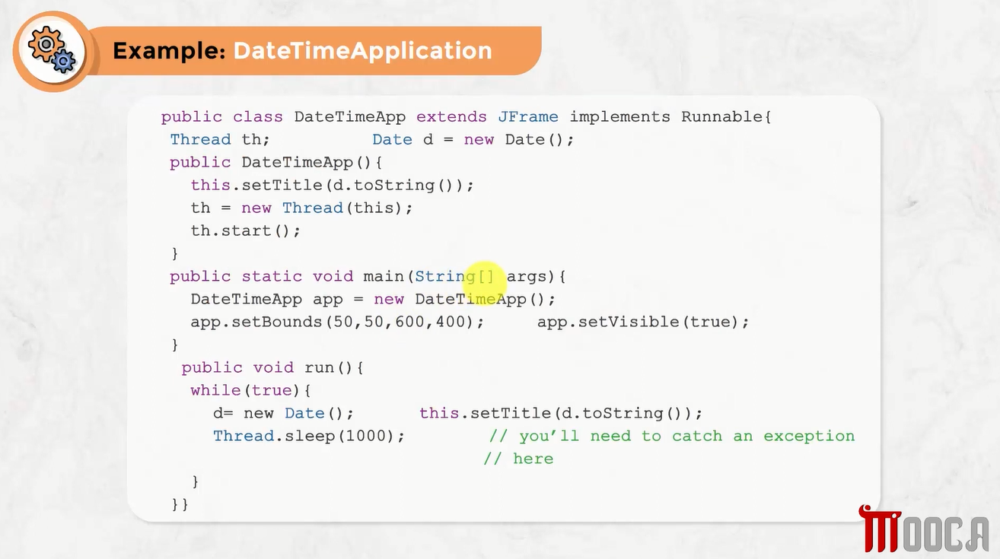 Example: DateTimeApplication
public class DateTimeApp extends JFrame implements Runnable{
Thread th; Date d = new Date();
public DateTimeApp(){
this.setTitle(d.toString());
th = new Thread(this);
th.start();
}
public static void main(String[] args){
DateTimeApp app = new DateTimeApp();
app.setBounds(50,50,600,400); app.setVisible(true);
}
public void run(){
while(true){
d= new Date(); this.setTitle(d.toString());
Thread.sleep(1000); // you’ll need to catch an exception
// here
}
}}
MOOCA